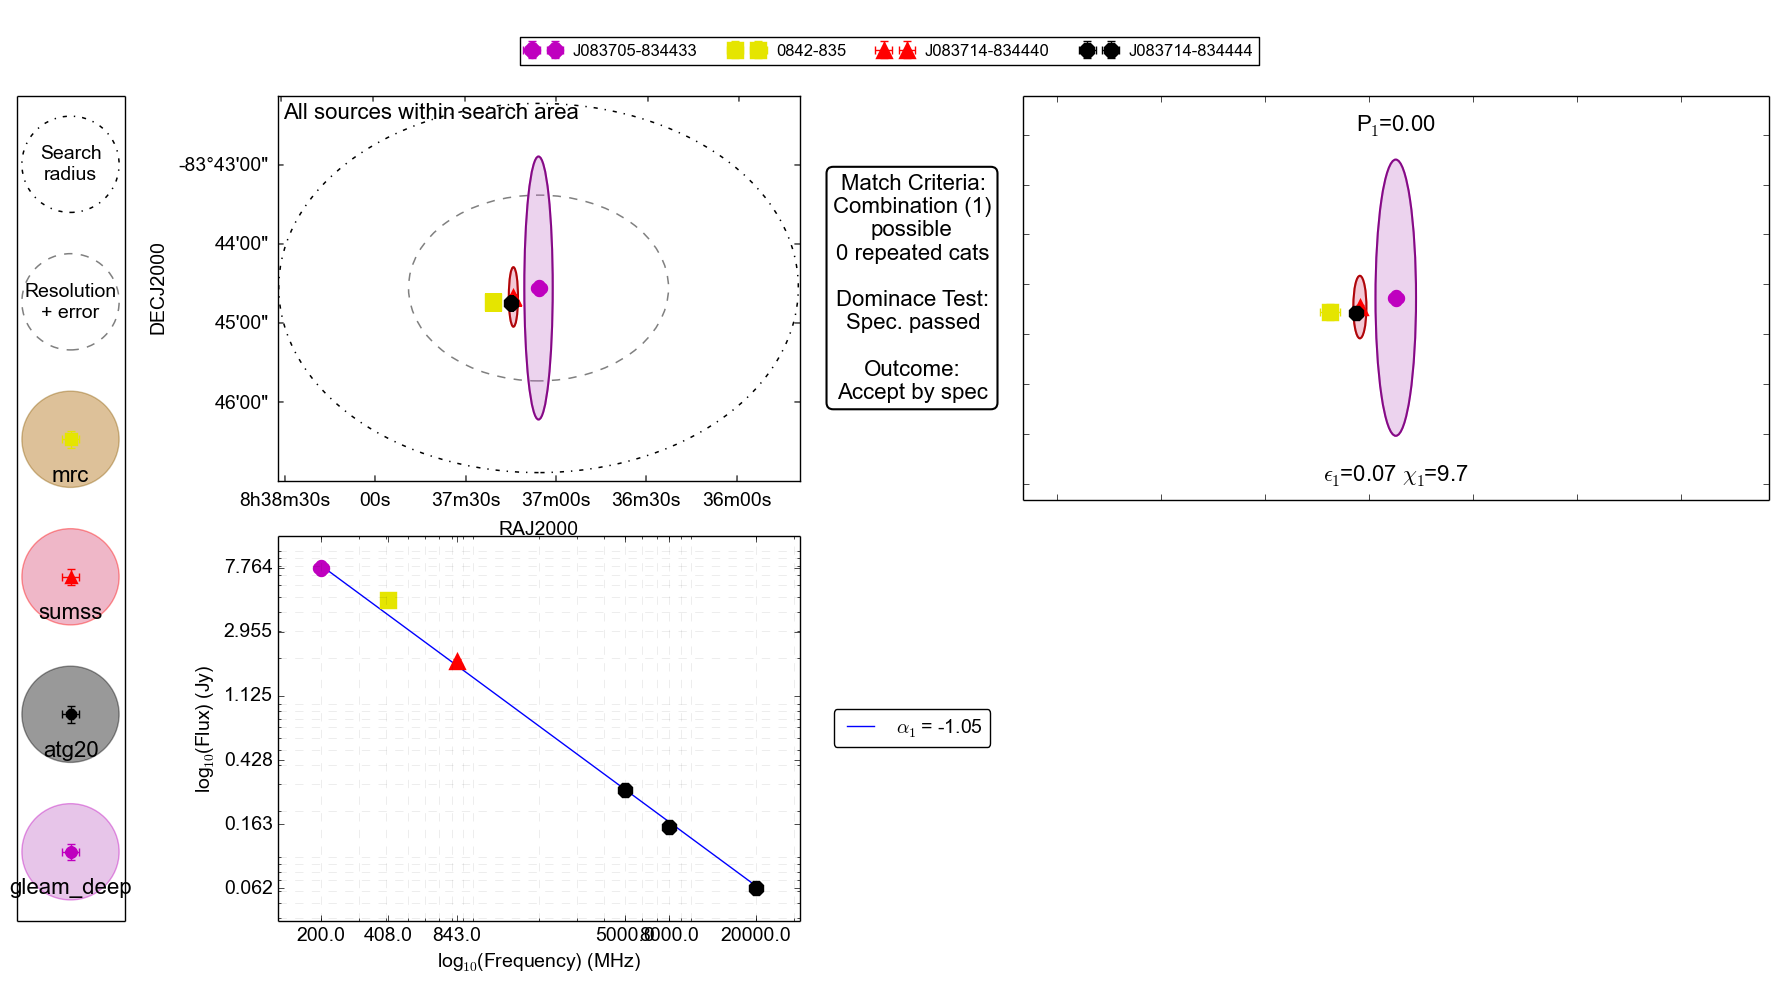 J083705-834433
0842-835
J083714-834440
J083714-834444
Search
radius
Resolution
+ error
mrc
sumss
atg20
gleam_deep
All sources within search area
DECJ2000
-83°43'00"
44'00"
45'00"
46'00"
8h38m30s
00s
37m30s
37m00s
36m30s
36m00s
RAJ2000
Match Criteria:
Combination (1)
possible
0 repeated cats
Dominace Test:
Spec. passed
Outcome:
Accept by spec
P₁=0.00
ϵ₁=0.07 χ₁=9.7
log₁₀(Flux) (Jy)
7.764
2.955
1.125
0.428
0.163
0.062
200.0
408.0
843.0
5000.0
8000.0
20000.0
log₁₀(Frequency) (MHz)
α₁ = -1.05